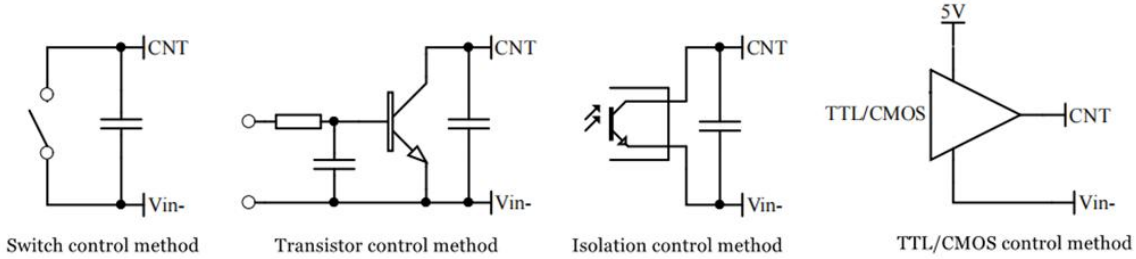 5V
CNT
CNT
CNT
TTL/CMOS
CNT
Vin-
Vin-
Vin-
Vin-
Switch control method
Transistor control method
Isolation control method
TTL/CMOS control method